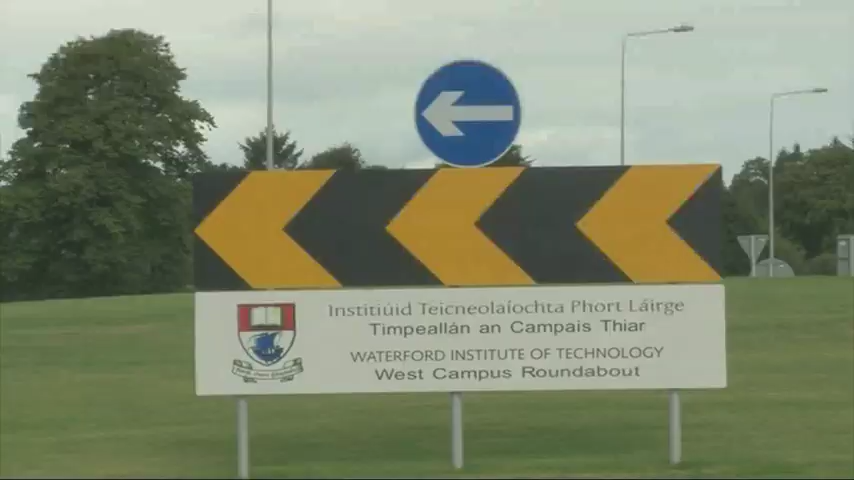 Institiúid Teicneolaíochta Phort Láirge
Timpeallán an Campais Thiar
WATERFORD INSTITUTE OF TECHNOLOGY
West Campus Roundabout